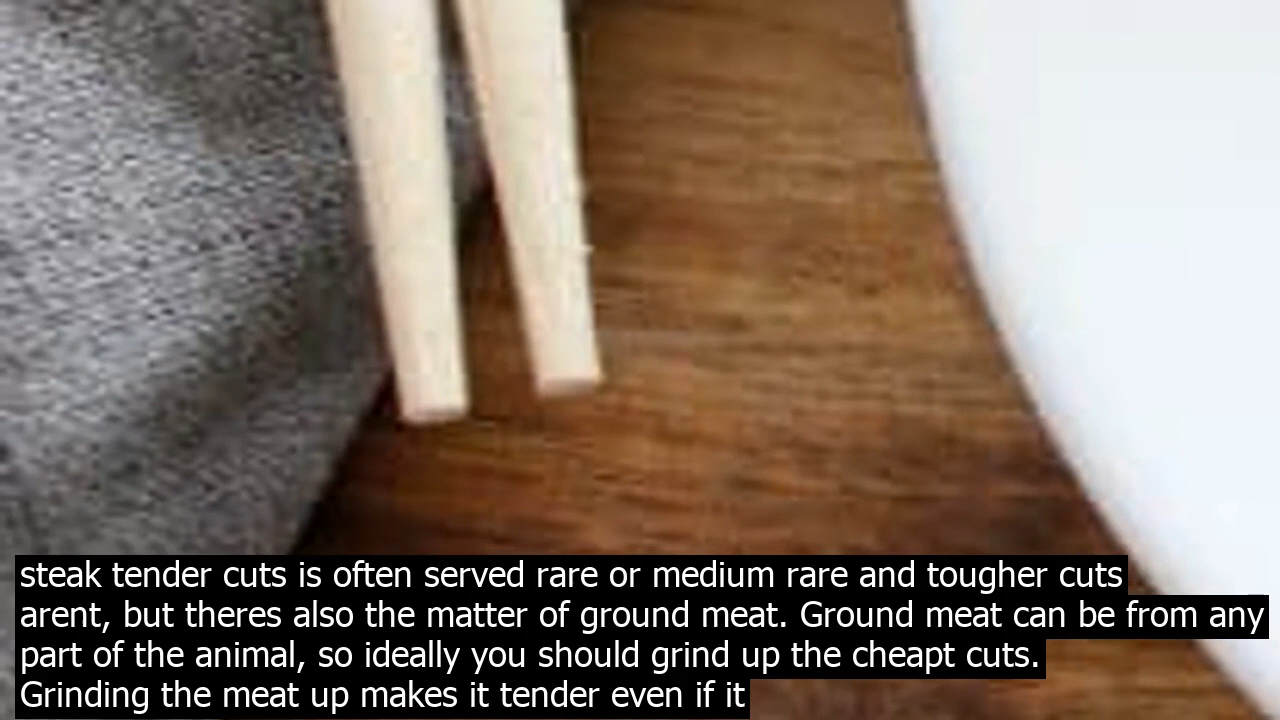 steak tender cuts is often served rare or medium rare and tougher cuts
arent, but theres also the matter of ground meat. Ground meat can be from any
part of the animal, so ideally you should grind up the cheapt cuts.
Grinding the meat up makes it tender even if it